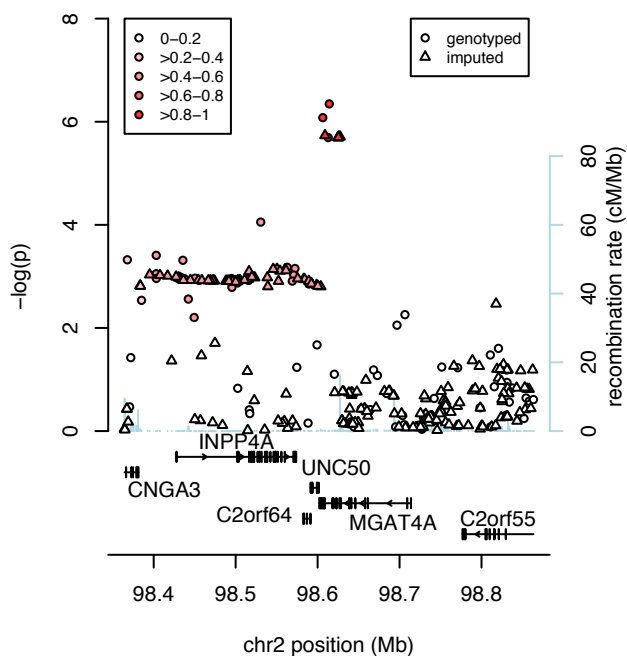 8
6
4
2
0
−log(p)
0−0.2
>0.2−0.4
>0.4−0.6
>0.6−0.8
>0.8−1
genotyped
imputed
80
60
40
20
0
recombination rate (cM/Mb)
INPP4A
CNGA3
UNC50
C2orf64
MGAT4A
C2orf55
98.4 98.5 98.6 98.7 98.8
chr2 position (Mb)